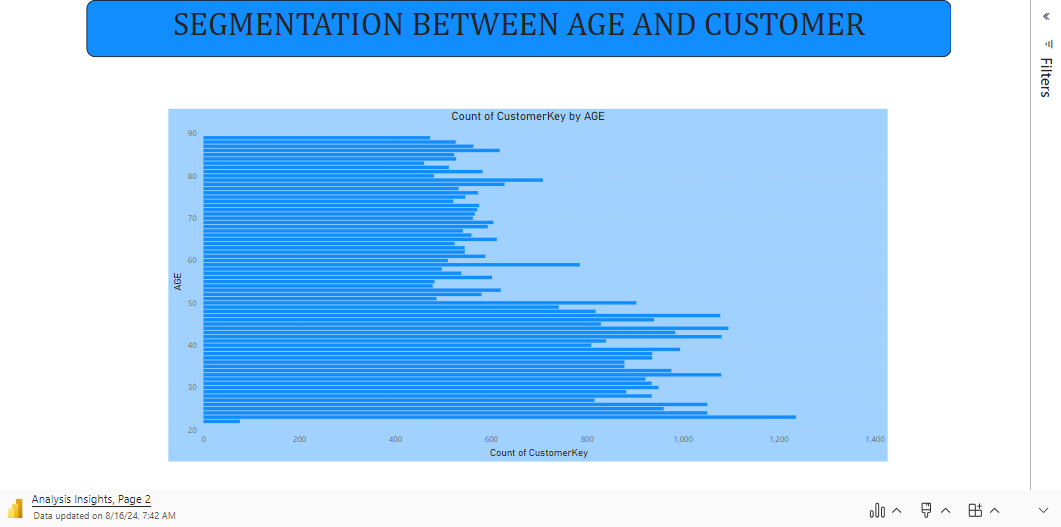 SEGMENTATION BETWEEN AGE AND CUSTOMER
Filters
Count of CustomerKey by AGE
90
80
70
60
50
40
30
20
AGE
0 200 400 600 800 1,000 1,200 1,400
Count of CustomerKey
Analysis Insights, Page 2
Data updated on 8/16/24, 7:42 AM